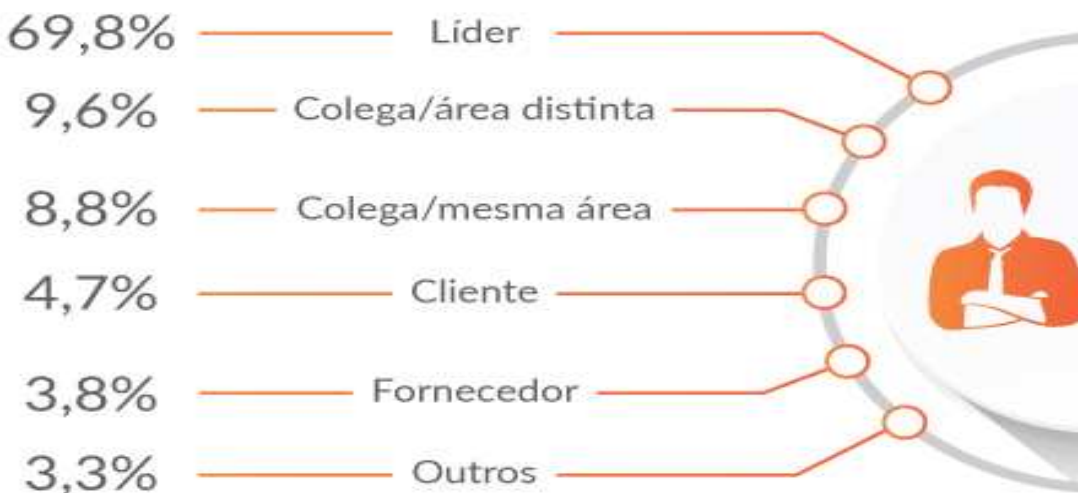 69,8% Líder
9,6% Colega/área distinta
8,8% Colega/mesma área
4,7% Cliente
3,8% Fornecedor
3,3% Outros